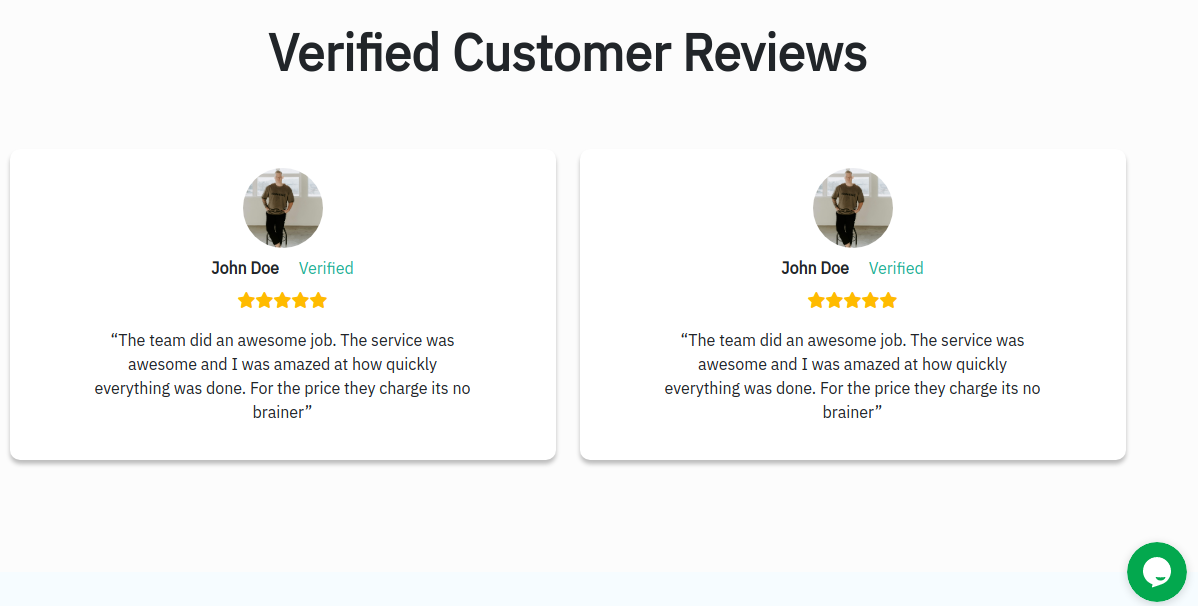 Verified Customer Reviews
John Doe Verified
“The team did an awesome job. The service was
awesome and I was amazed at how quickly
everything was done. For the price they charge its no
brainer”
John Doe Verified
“The team did an awesome job. The service was
awesome and I was amazed at how quickly
everything was done. For the price they charge its no
brainer”